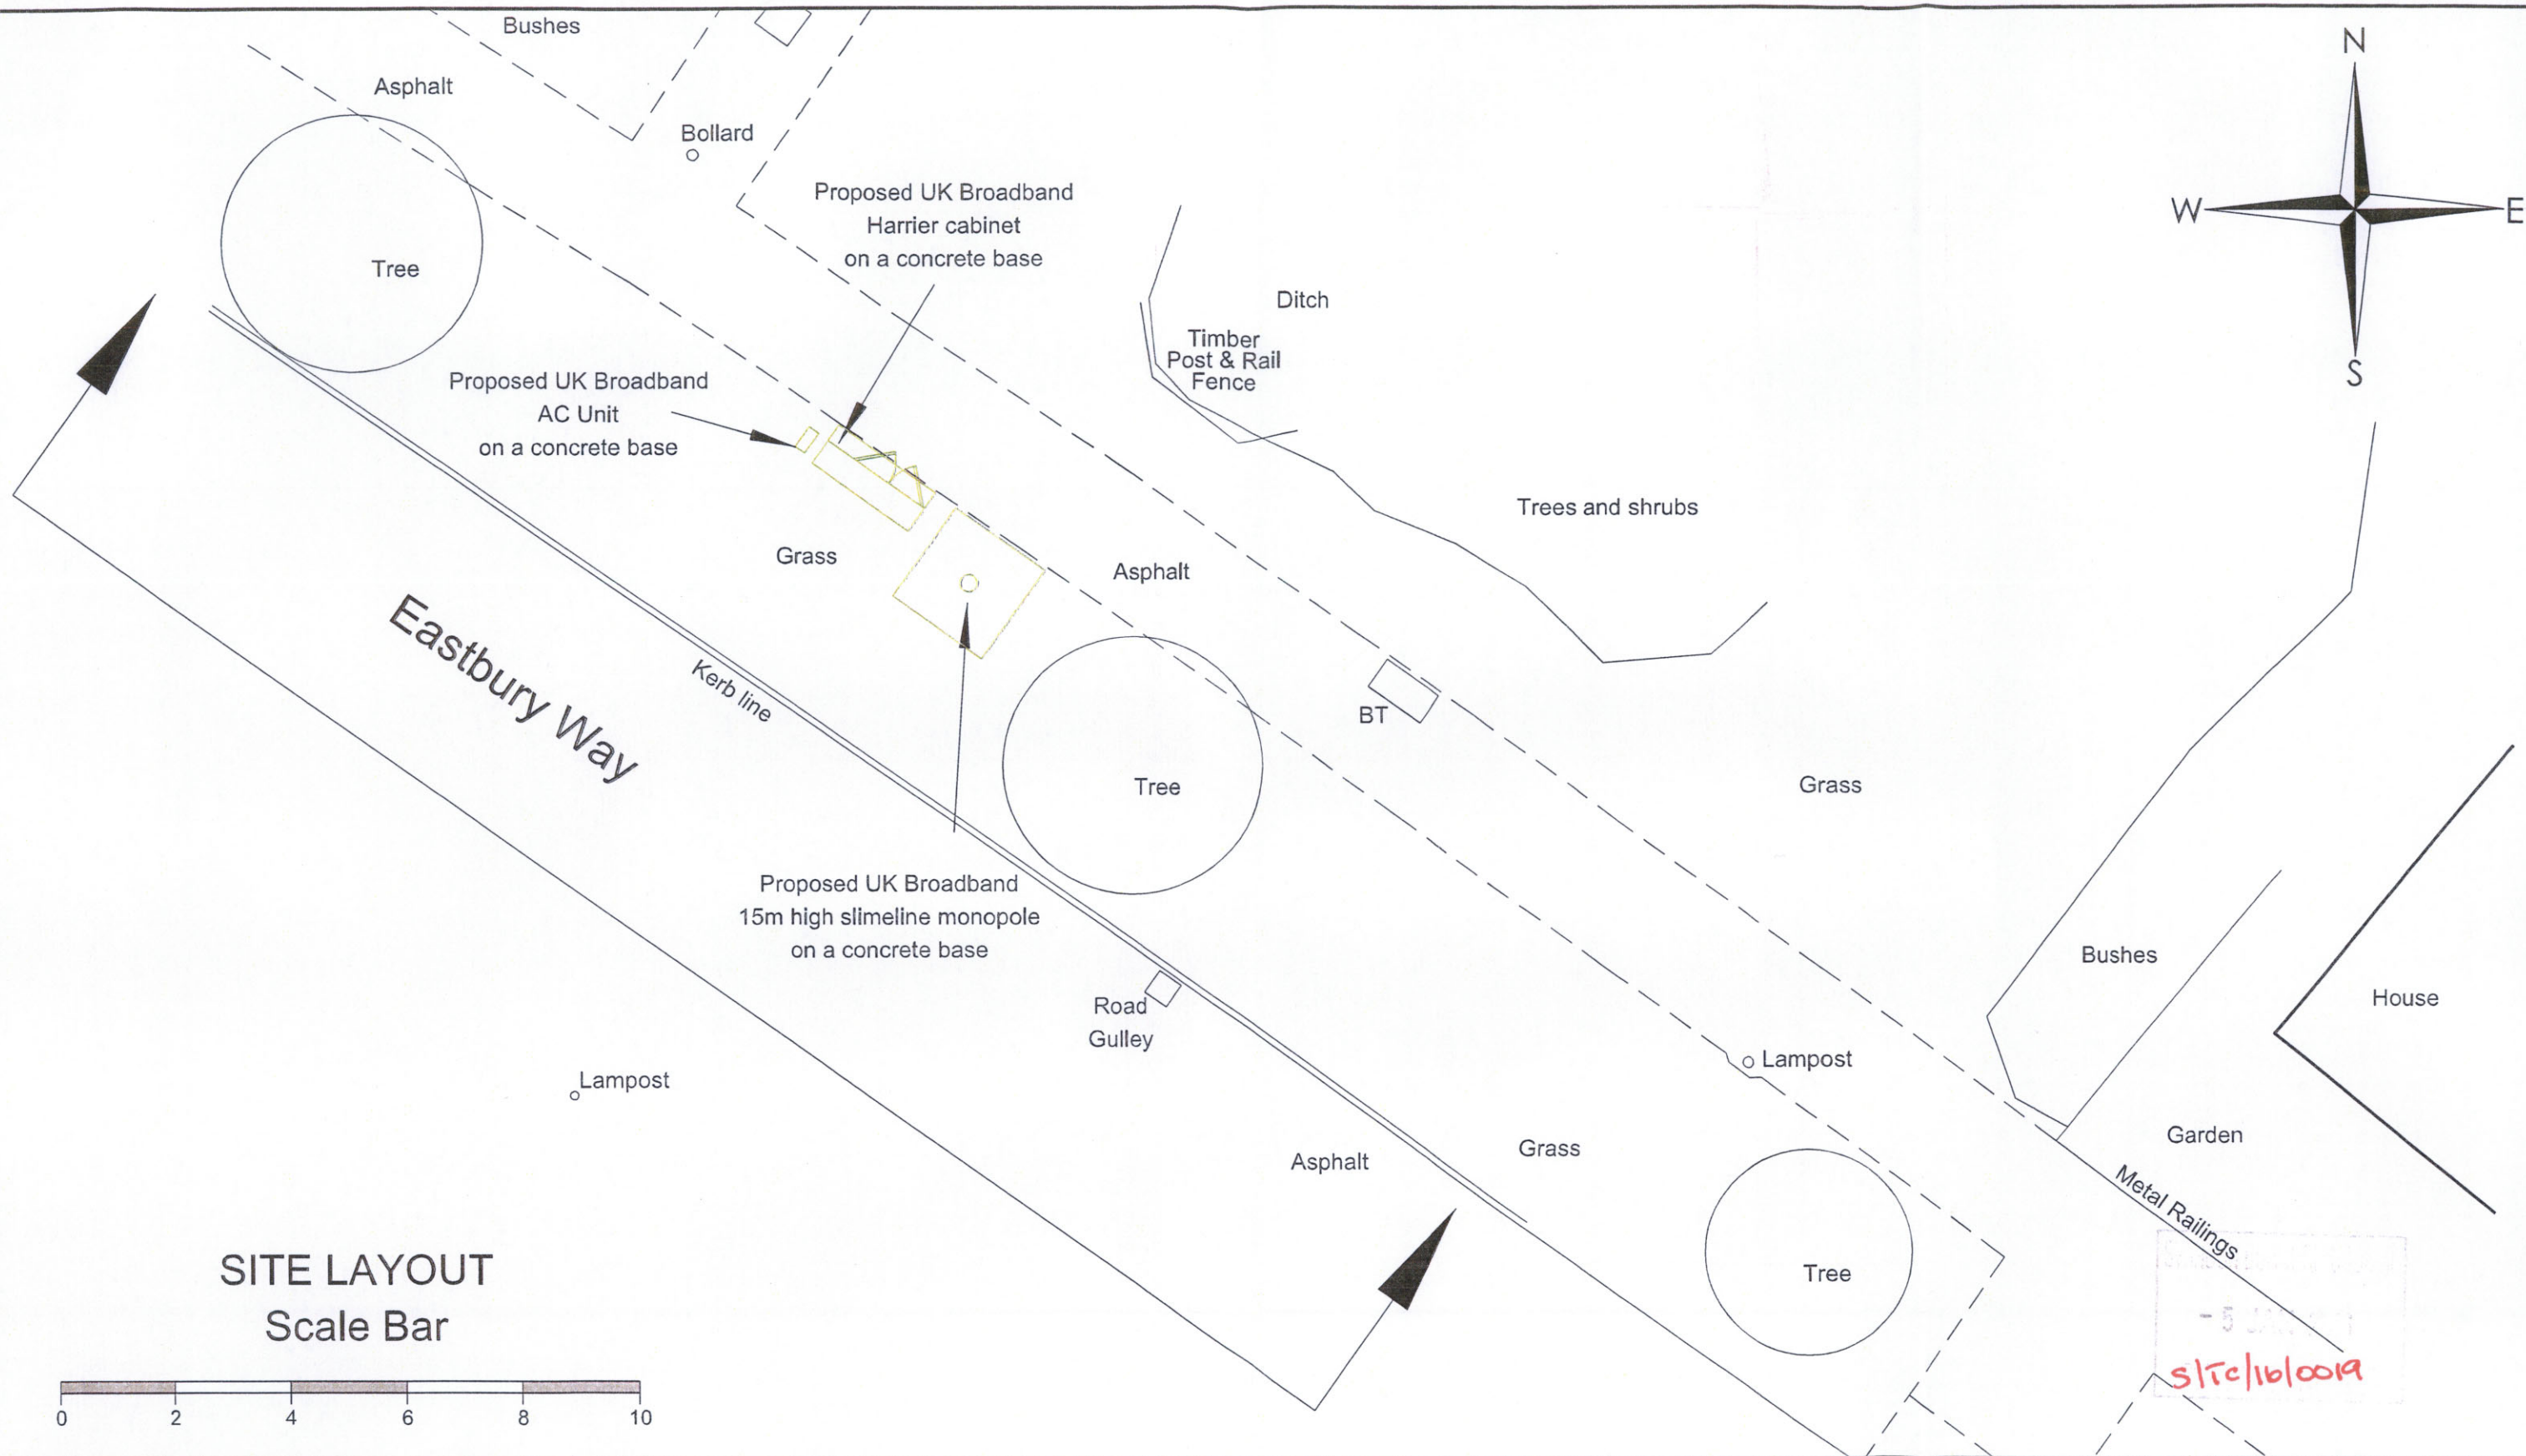 Bushes
Asphalt
Bollard
N
W
E
S
Proposed UK Broadband
Harrier cabinet
on a concrete base
Tree
Ditch
Timber
Post & Rail
Fence
Proposed UK Broadband
AC Unit
on a concrete base
Trees and shrubs
Grass
Asphalt
Eastbury Way
Kerb line
BT
Tree
Grass
Proposed UK Broadband
15m high slimeline monopole
on a concrete base
Bushes
House
Road
Gulley
Lampost
Lampost
Garden
Asphalt
Grass
Metal Railings
Tree
SITE LAYOUT
Scale Bar
0 2 4 6 8 10
S/TC/16/0019